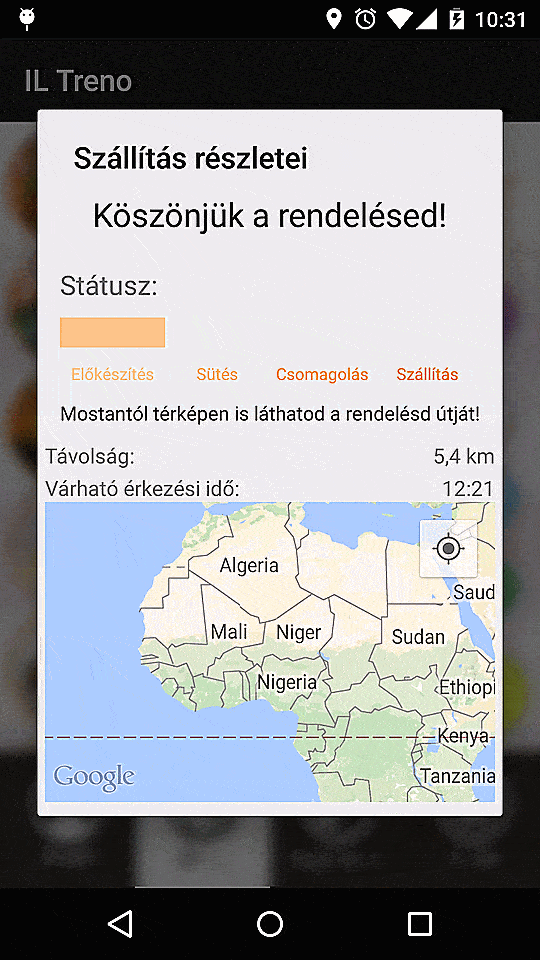 10:31
IL Treno
Szállítás részletei
Köszönjük a rendelésed!
Státusz:
Előkészítés Sütés Csomagolás Szállítás
Mostantól térképen is láthatod a rendelésd útját!
Távolság: 5,4 km
Várható érkezési idő: 12:21
Algeria
Saud
Mali Niger Sudan
Nigeria Ethiopi
Kenya
Google Tanzania